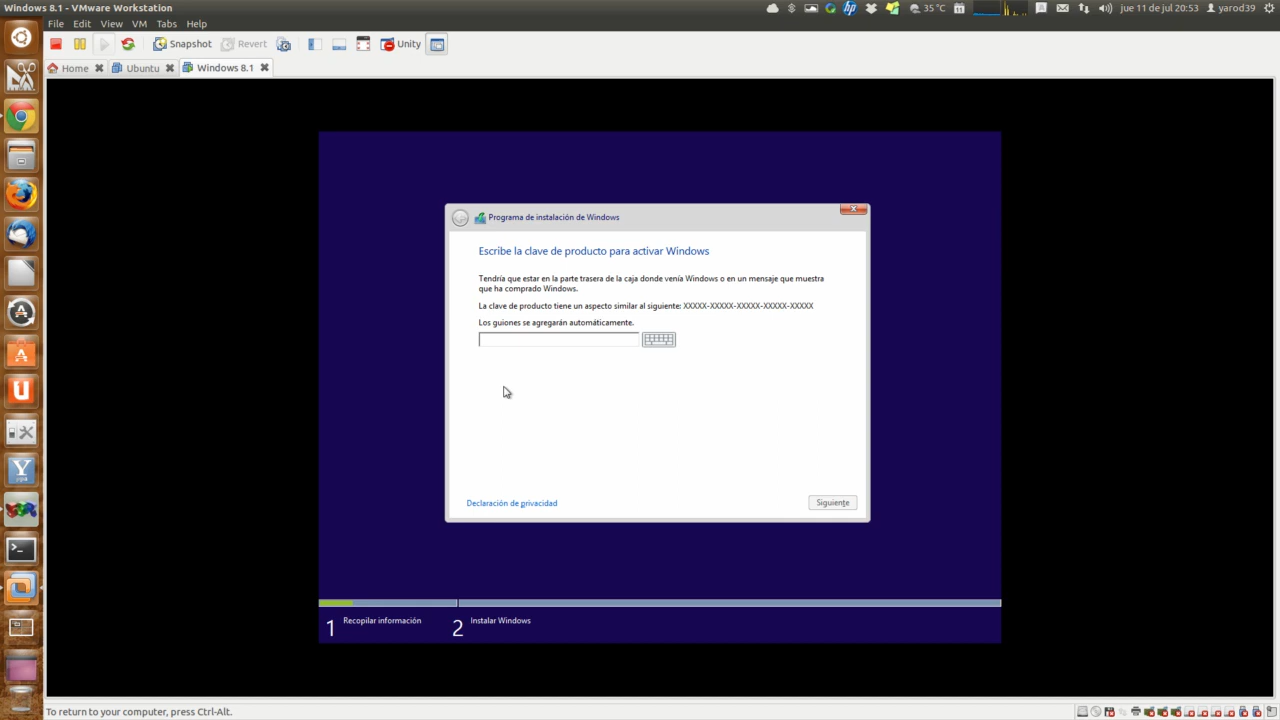 Windows 8.1 - VMware Workstation
35°C
jue 11 de jul 20:53
yarod39
File Edit View VM Tabs Help
Snapshot
Revert
Unity
Home
Ubuntu
Windows 8.1
Programa de instalación de Windows
Escribe la clave de producto para activar Windows
Tendría que estar en la parte trasera de la caja donde venía Windows o en un mensaje que muestra
que ha comprado Windows.
La clave de producto tiene un aspecto similar al siguiente: XXXXX-XXXXX-XXXXX-XXXXX-XXXXX
Los guiones se agregarán automáticamente.
Declaración de privacidad
Siguiente
1 Recopilar información
2 Instalar Windows
To return to your computer, press Ctrl-Alt.